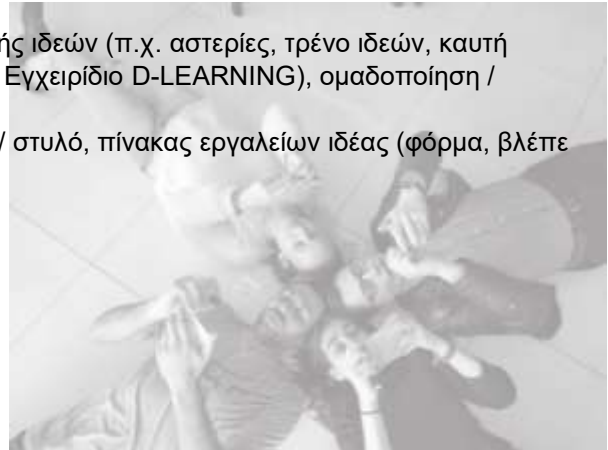 ής ιδεών (π.χ. αστερίες, τρένο ιδεών, καυτή
Εγχειρίδιο D-LEARNING), ομαδοποίηση /
/ στυλό, πίνακας εργαλείων ιδέας (φόρμα, βλέπε